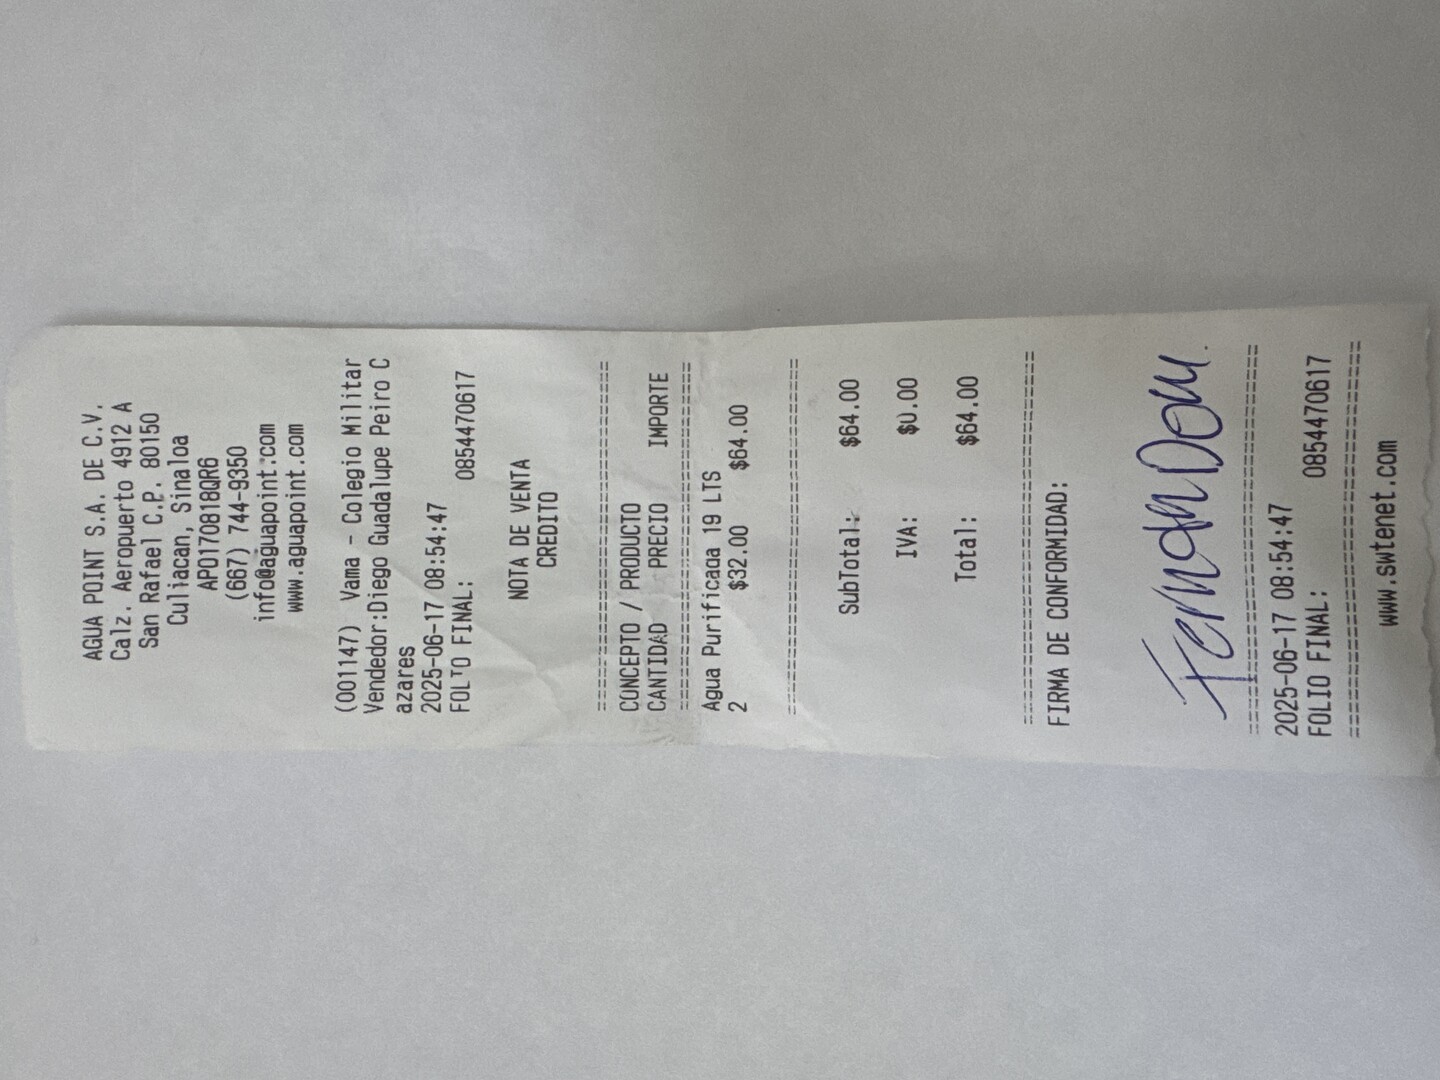 AGUA POINT S.A. DE C.V.
Calz. Aeropuerto 4912 A
San Rafael C.P. 80150
Culiacan, Sinaloa
APO170818QR6
(667) 744-9350
info@aguapoint.com
www.aguapoint.com
(001147) Vama - Colegio Militar
Vendedor:Diego Guadalupe Peiro C
azares
2025-06-17 08:54:47
FOLIO FINAL: 0854470617
NOTA DE VENTA
CREDITO
================================
CONCEPTO / PRODUCTO
CANTIDAD PRECIO IMPORTE
================================
Agua Purificada 19 LTS
2 $32.00 $64.00
================================
SubTotal: $64.00
IVA: $0.00
Total: $64.00
================================
FIRMA DE CONFORMIDAD:
================================
2025-06-17 08:54:47
FOLIO FINAL: 0854470617
================================
www.swtenet.com